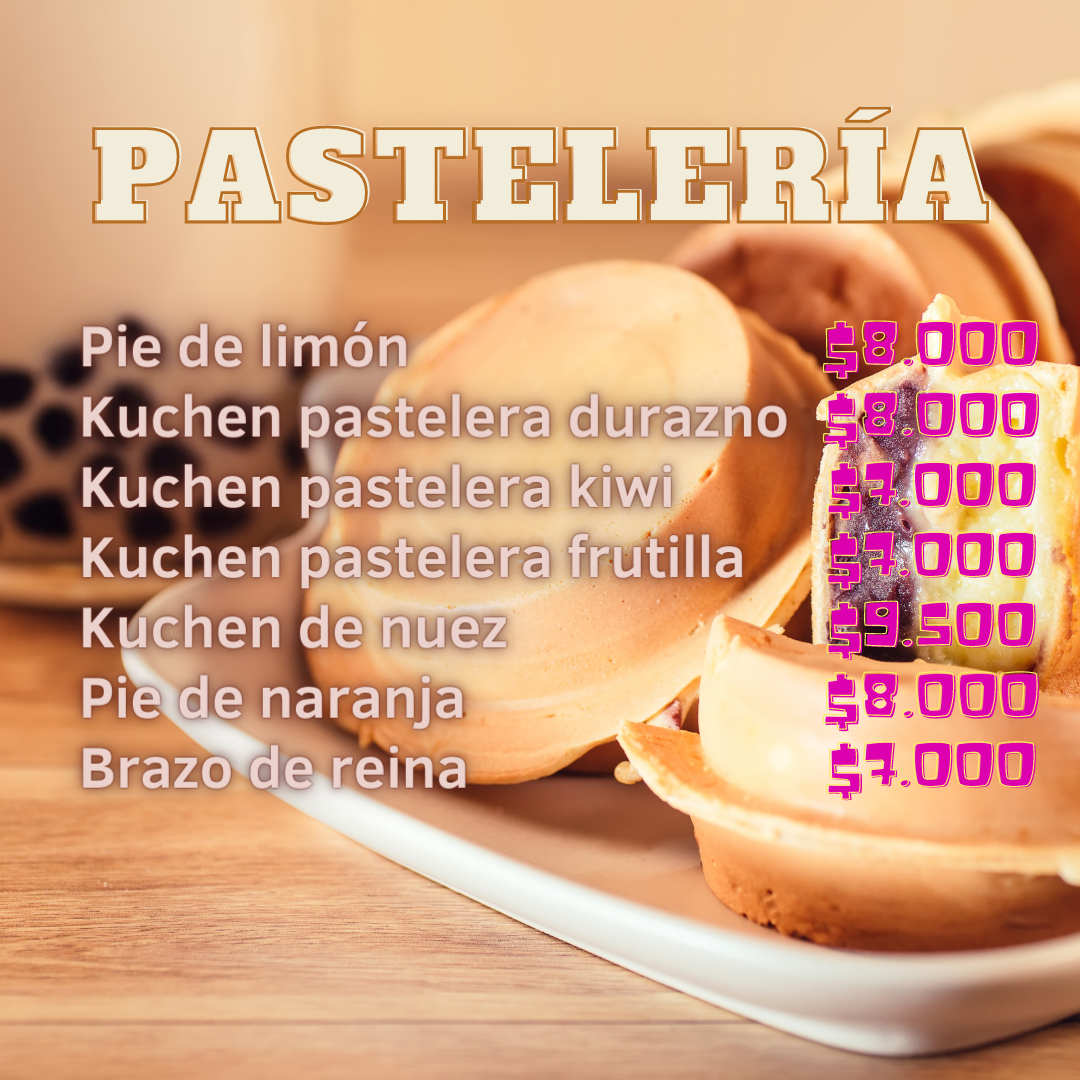 PASTELERÍA
Pie de limón $8.000
Kuchen pastelera durazno $8.000
Kuchen pastelera kiwi $7.000
Kuchen pastelera frutilla $7.000
Kuchen de nuez $9.500
Pie de naranja $8.000
Brazo de reina $7.000